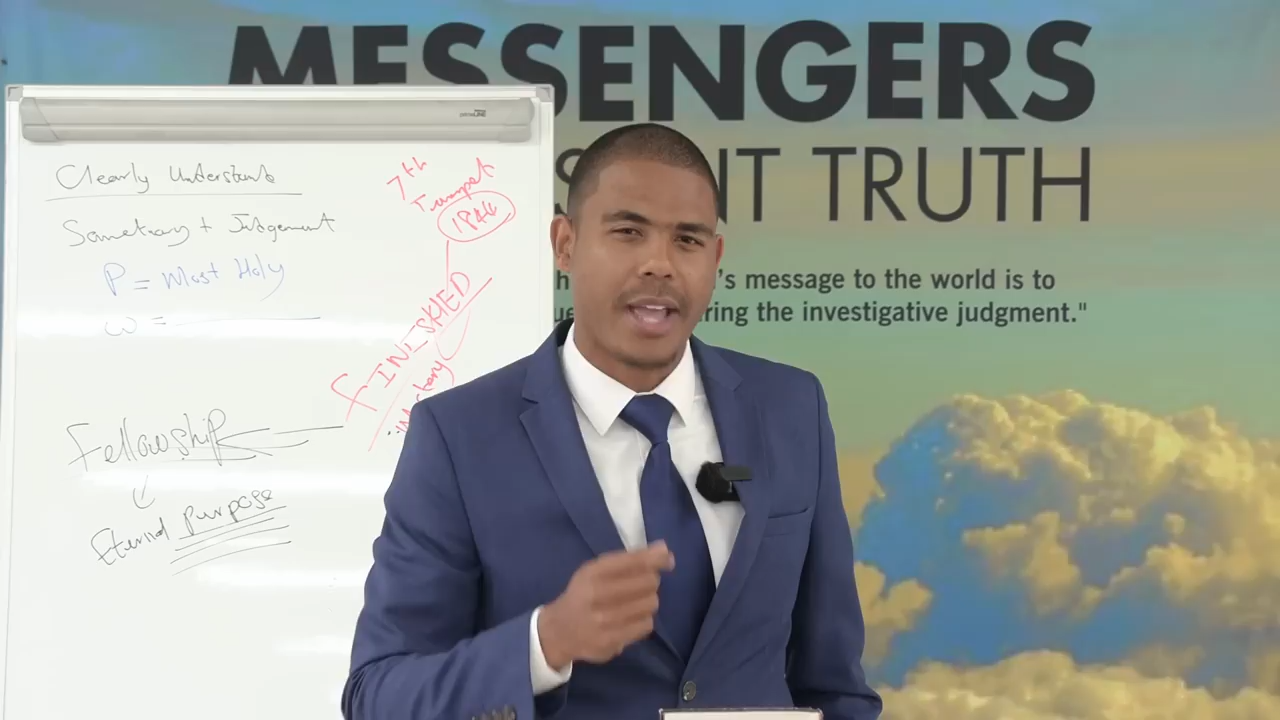 MESSENGERS
NT TRUTH
's message to the world is to
ring the investigative judgment."
Clearly Understand
Sanctuary + Judgement
P = Most Holy
W =
7th
Trumpet
1844
FINISHED
Mystery
Fellowship
Eternal Purpose